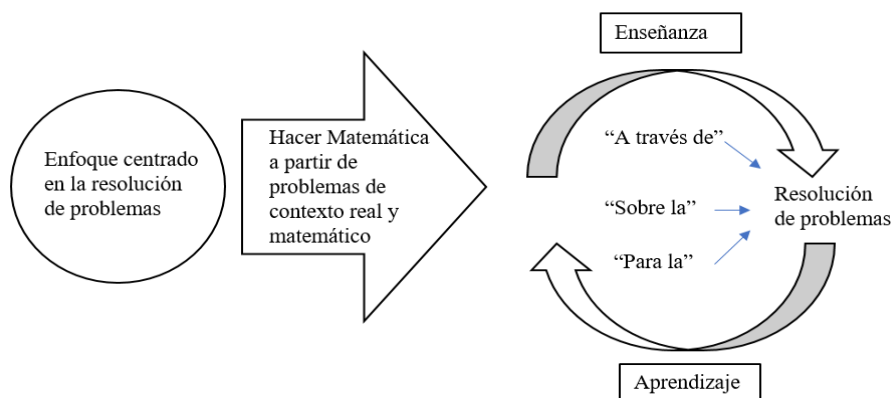 Enfoque centrado
en la resolución
de problemas
Hacer Matemática
a partir de
problemas de
contexto real y
matemático
Enseñanza
“A través de”
“Sobre la”
“Para la”
Resolución
de problemas
Aprendizaje